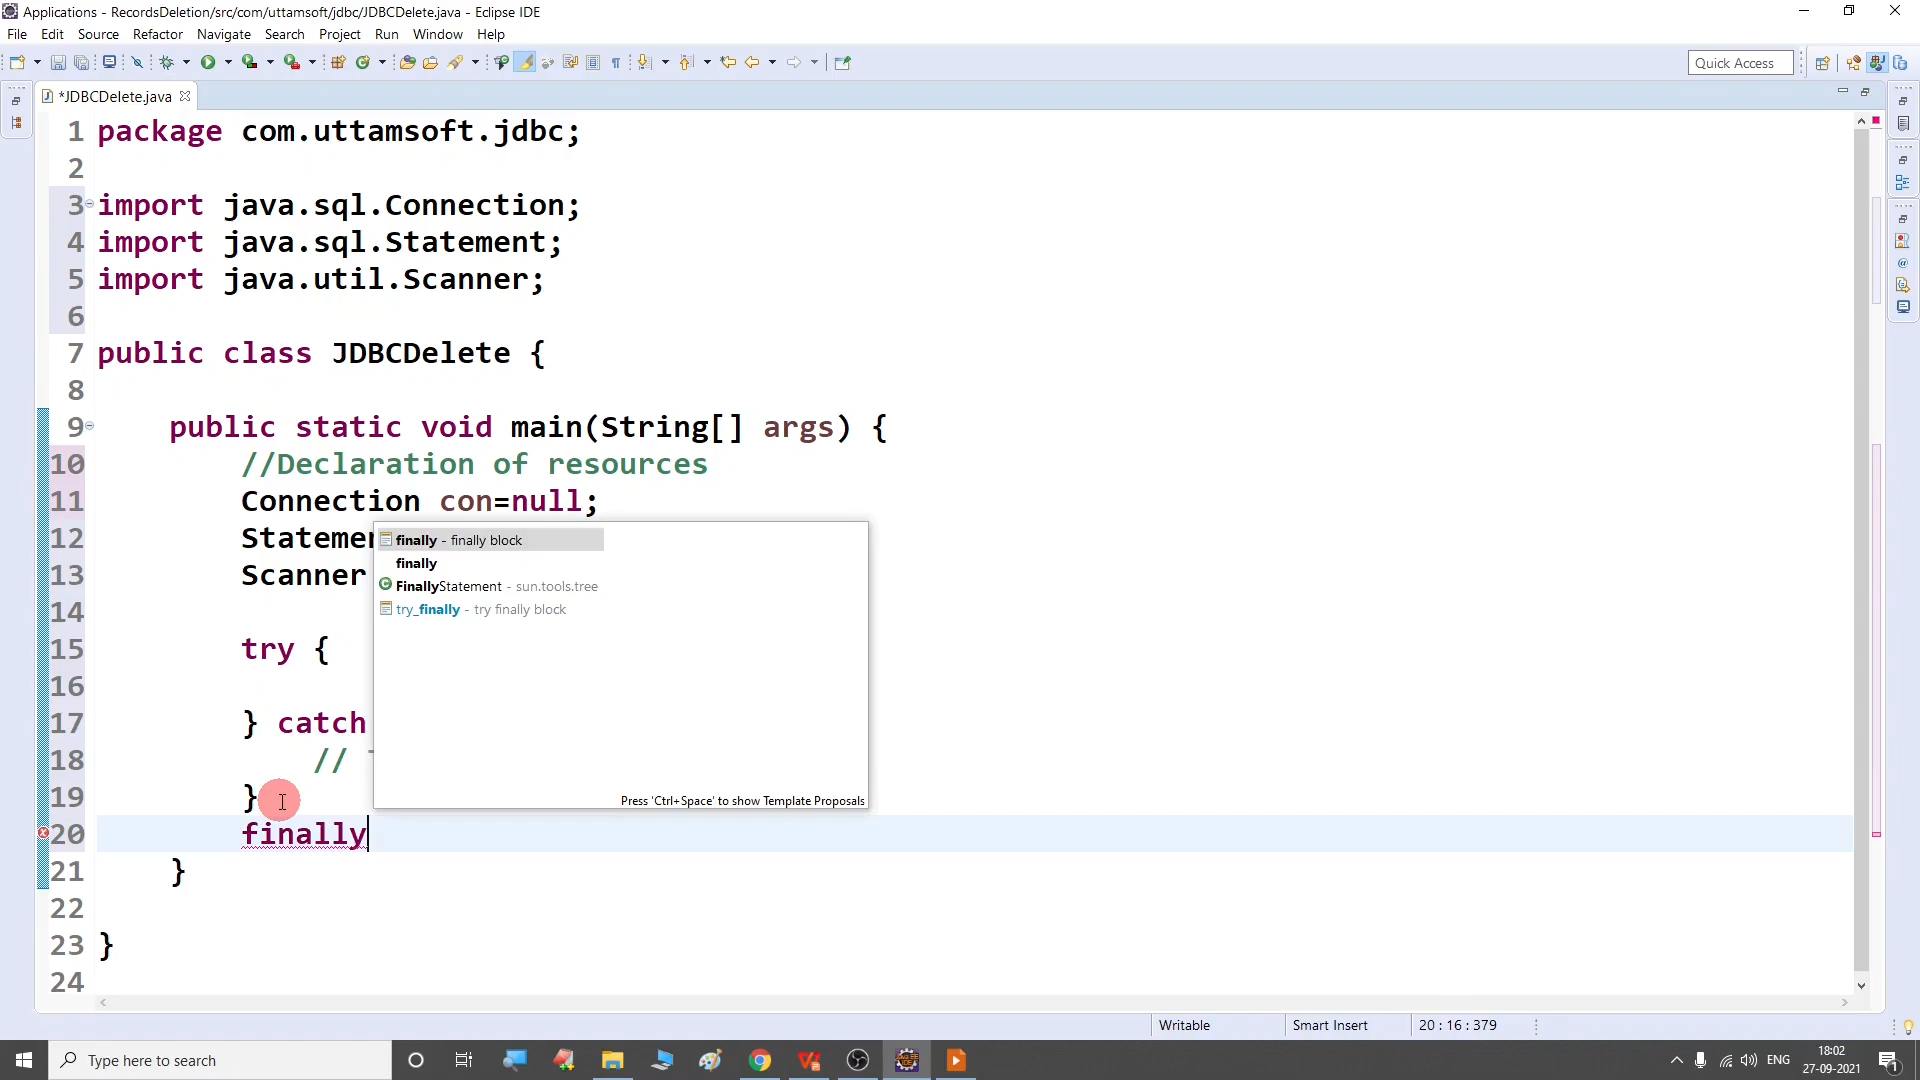 Applications - RecordsDeletion/src/com/uttamsoft/jdbc/JDBCDelete.java - Eclipse IDE
File Edit Source Refactor Navigate Search Project Run Window Help
Quick Access
*JDBCDelete.java
1 package com.uttamsoft.jdbc;
2
3 import java.sql.Connection;
4 import java.sql.Statement;
5 import java.util.Scanner;
6
7 public class JDBCDelete {
8
9 public static void main(String[] args) {
10 //Declaration of resources
11 Connection con=null;
12 Statemen
13 Scanner
14
15 try {
16
17 } catch
18 //
19 }
20 finally
21 }
22
23 }
24
finally - finally block
finally
FinallyStatement - sun.tools.tree
try_finally - try finally block
Press 'Ctrl+Space' to show Template Proposals
Writable Smart Insert 20 : 16 : 379
Type here to search
ENG
18:02
27-09-2021
1